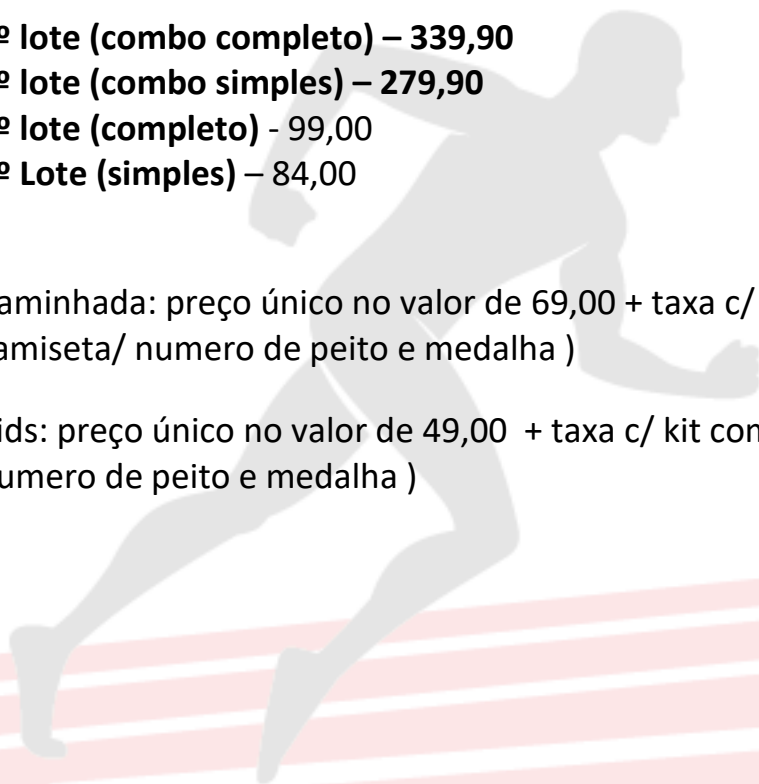 º lote (combo completo) – 339,90
º lote (combo simples) – 279,90
º lote (completo) - 99,00
º Lote (simples) – 84,00
aminhada: preço único no valor de 69,00 + taxa c/
amiseta/ numero de peito e medalha )
ids: preço único no valor de 49,00 + taxa c/ kit con
umero de peito e medalha )